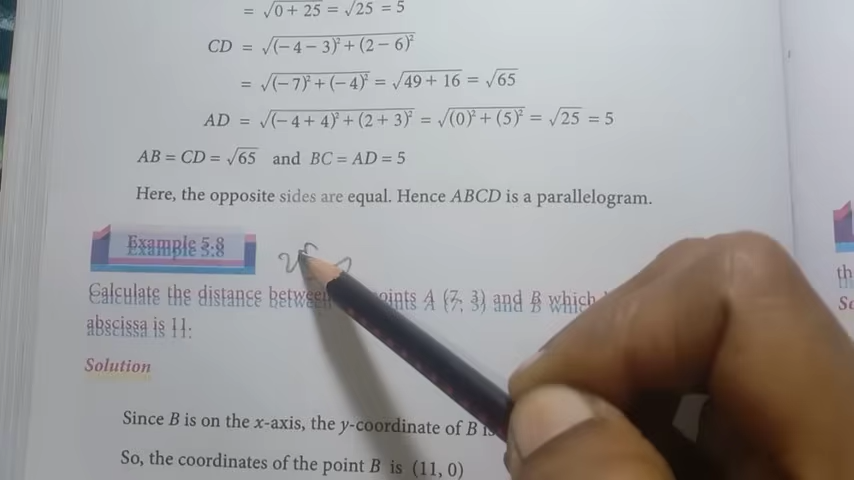 = √0 + 25 = √25 = 5
CD = √(− 4 − 3)² + (2 − 6)²
= √(− 7)² + (− 4)² = √49 + 16 = √65
AD = √(− 4 + 4)² + (2 + 3)² = √(0)² + (5)² = √25 = 5
AB = CD = √65 and BC = AD = 5
Here, the opposite sides are equal. Hence ABCD is a parallelogram.
Example 5.8
Calculate the distance between points A (7, 3) and B which
abscissa is 11.
Solution
Since B is on the x-axis, the y-coordinate of B is
So, the coordinates of the point B is (11, 0)
th